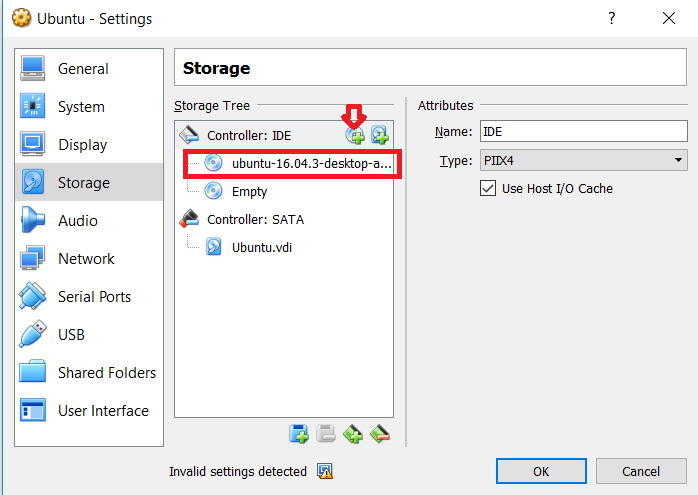 Ubuntu - Settings
?
General
System
Display
Storage
Audio
Network
Serial Ports
USB
Shared Folders
User Interface
Storage
Storage Tree
Controller: IDE
ubuntu-16.04.3-desktop-a...
Empty
Controller: SATA
Ubuntu.vdi
Attributes
Name: IDE
Type: PIIX4
Use Host I/O Cache
Invalid settings detected
OK
Cancel